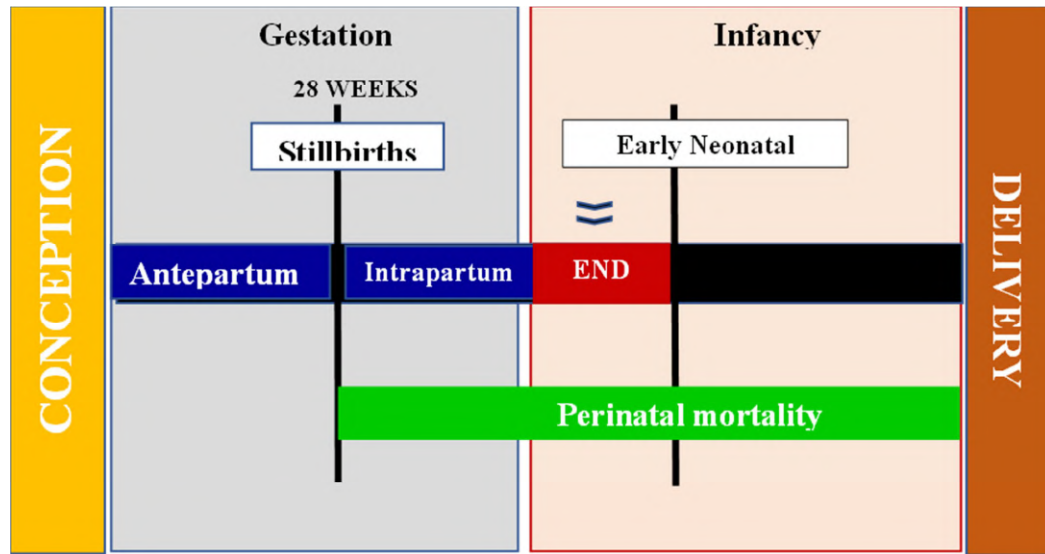 CONCEPTION
Gestation
Infancy
28 WEEKS
Stillbirths
Early Neonatal
Antepartum
Intrapartum
END
Perinatal mortality
DELIVERY